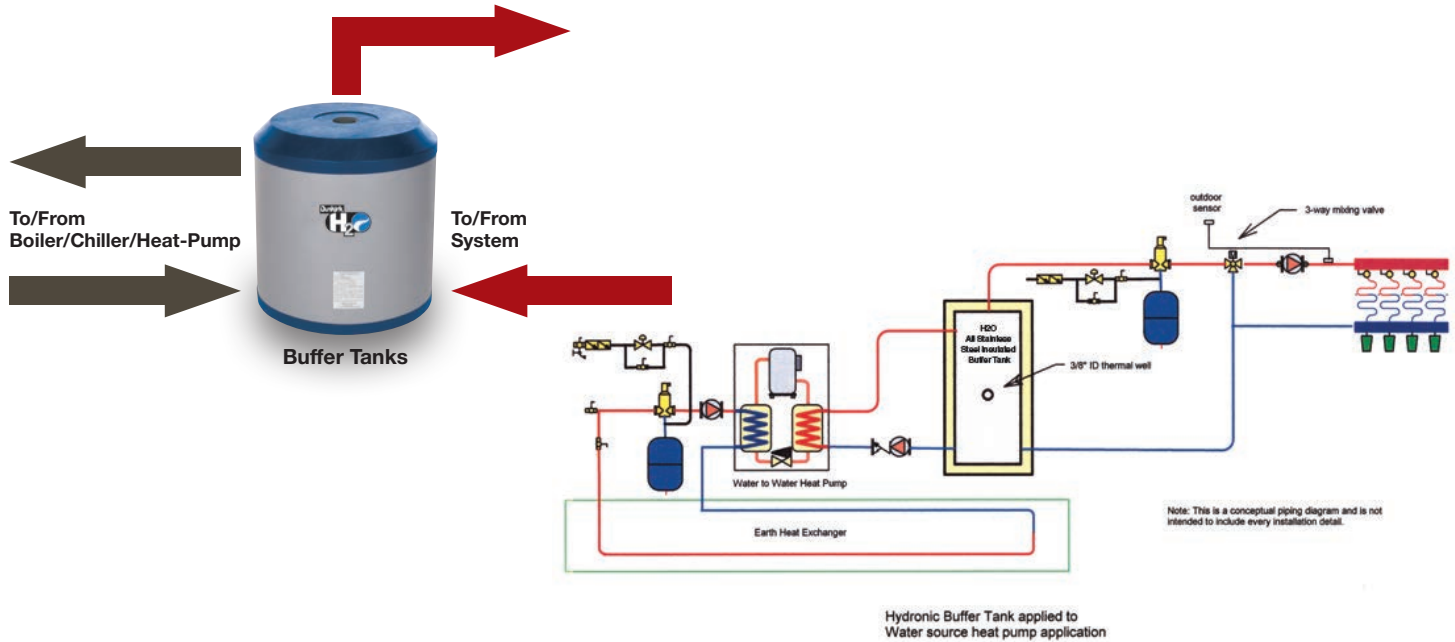 To/From
Boiler/Chiller/Heat-Pump
To/From
System
Dunkirk
H2O
Buffer Tanks
outdoor
sensor
3-way mixing valve
H2O
All Stainless
Steel Insulated
Buffer Tank
3/8" ID thermal well
Water to Water Heat Pump
Earth Heat Exchanger
Note: This is a conceptual piping diagram and is not
intended to include every installation detail.
Hydronic Buffer Tank applied to
Water source heat pump application